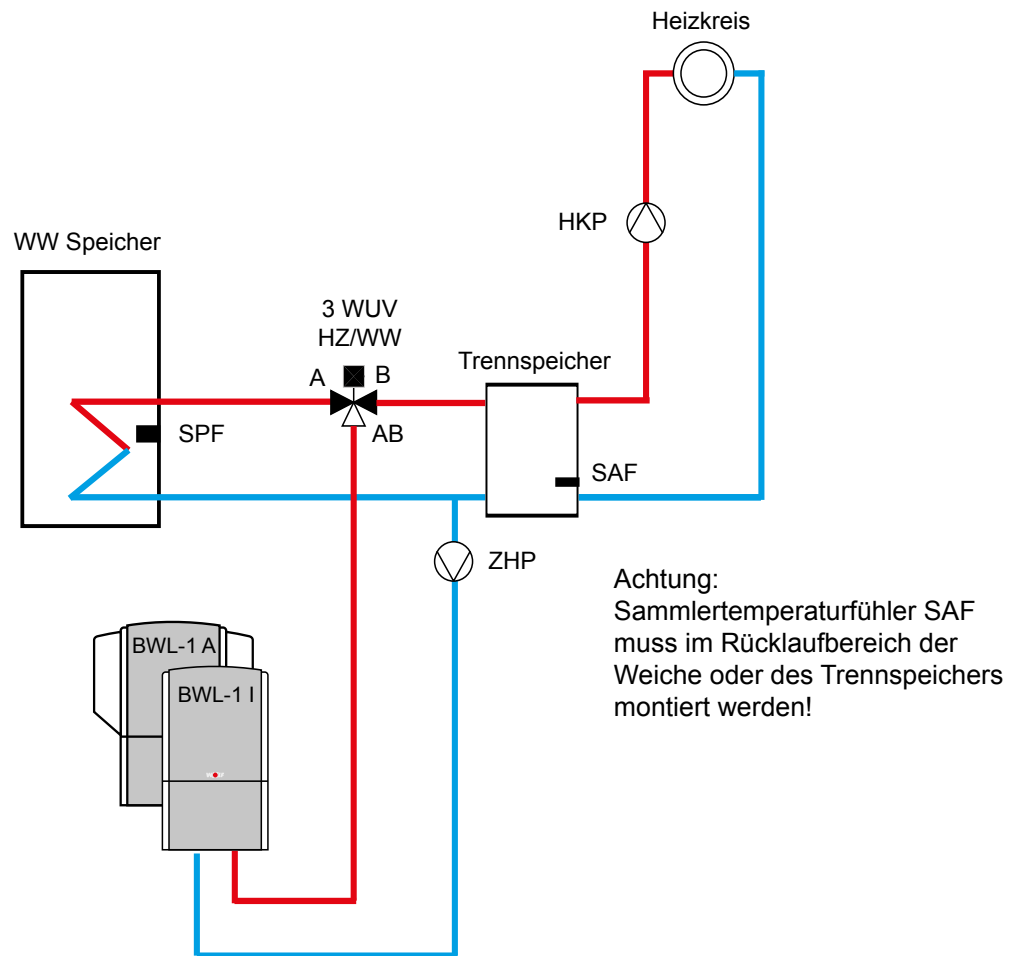 Heizkreis
HKP
WW Speicher
3 WUV
HZ/WW
A
B
AB
Trennspeicher
SPF
SAF
ZHP
Achtung:
Sammlertemperaturfühler SAF
muss im Rücklaufbereich der
Weiche oder des Trennspeichers
montiert werden!
BWL-1 A
BWL-1 I